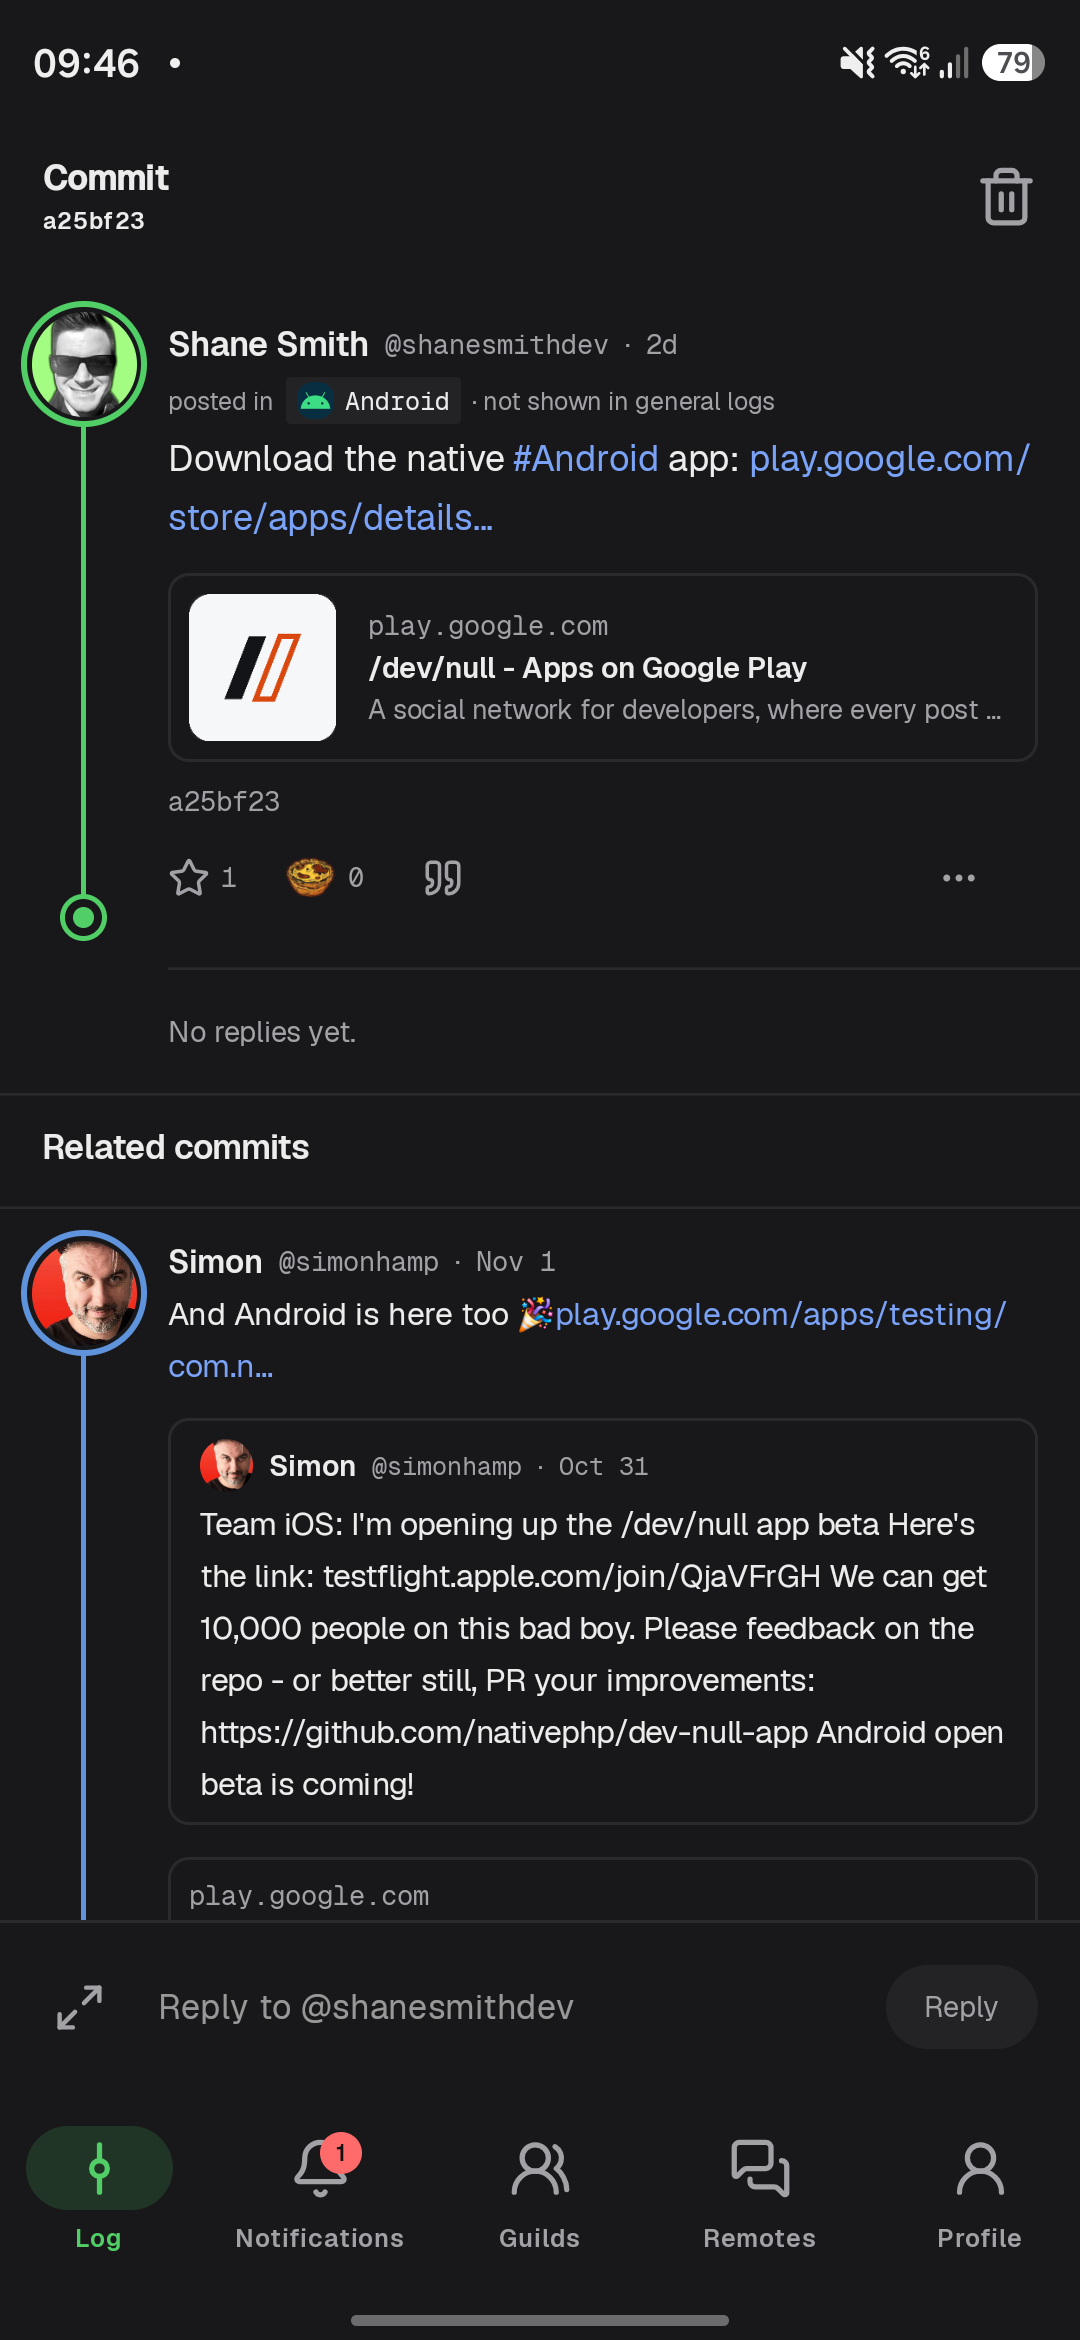 09:46
6
79
Commit
a25bf23
Shane Smith @shanesmithdev · 2d
posted in Android · not shown in general logs
Download the native #Android app: play.google.com/
store/apps/details...
play.google.com
/dev/null - Apps on Google Play
A social network for developers, where every post ...
a25bf23
1 0
No replies yet.
Related commits
Simon @simonhamp · Nov 1
And Android is here too 🎉play.google.com/apps/testing/
com.n...
Simon @simonhamp · Oct 31
Team iOS: I'm opening up the /dev/null app beta Here's
the link: testflight.apple.com/join/QjaVFrGH We can get
10,000 people on this bad boy. Please feedback on the
repo - or better still, PR your improvements:
https://github.com/nativephp/dev-null-app Android open
beta is coming!
play.google.com
Reply to @shanesmithdev
Reply
1
Log Notifications Guilds Remotes Profile